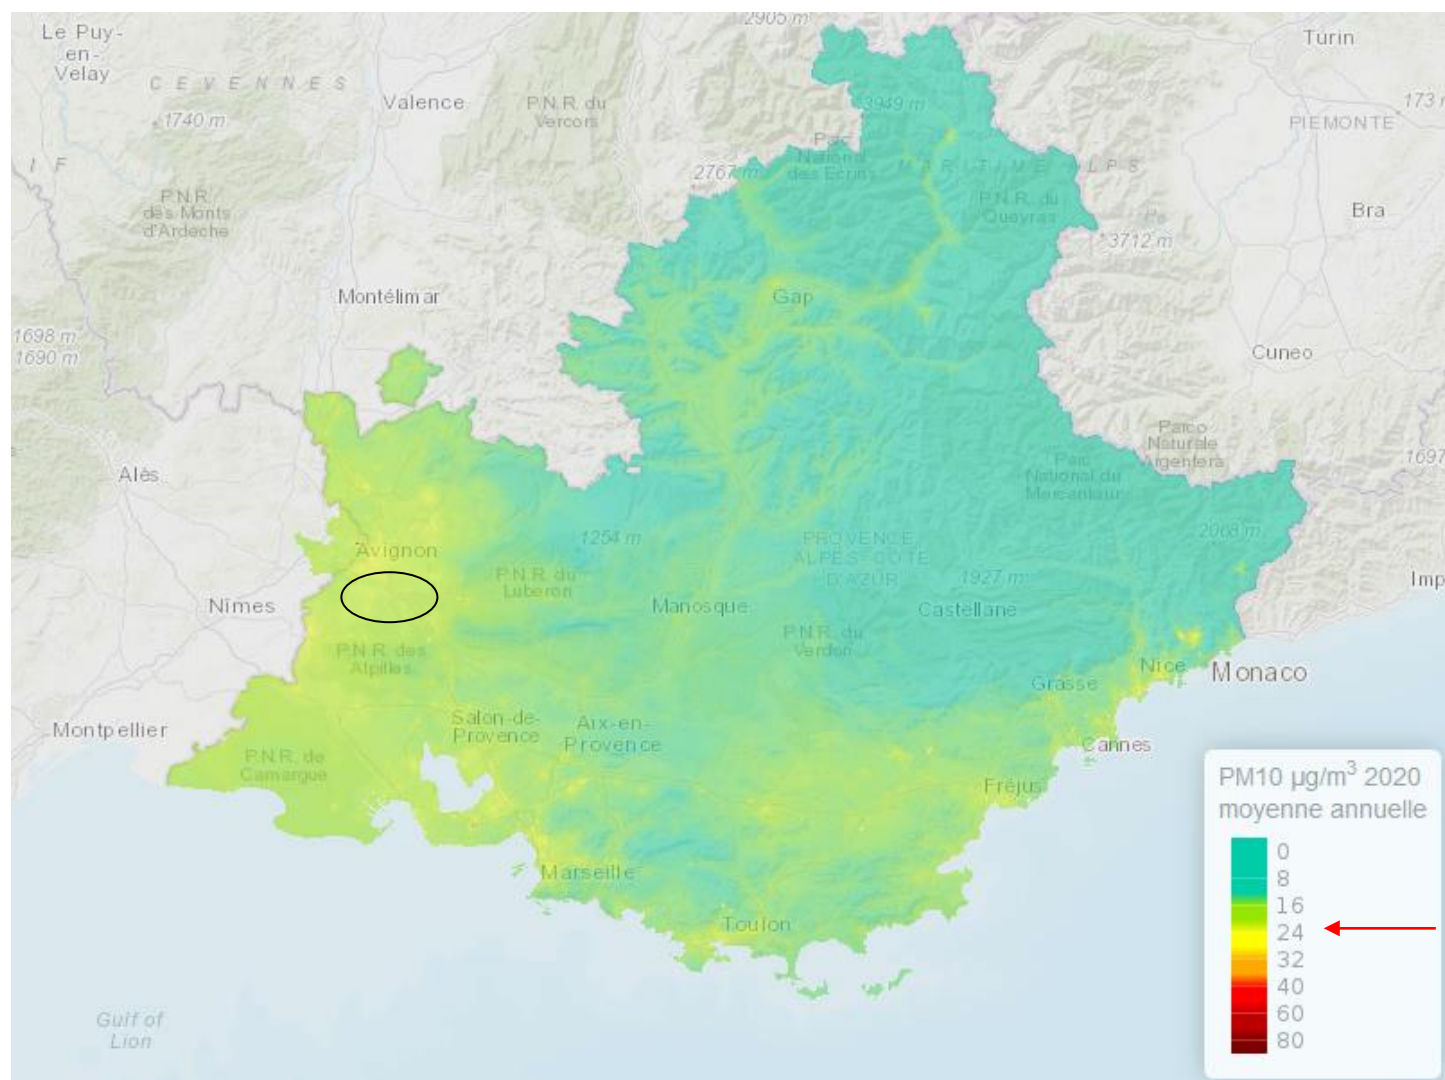 Le Puy-
en-
Velay
CEVENNES
1740 m
Valence
P.N.R. du
Vercors
2905 m
Turin
3949 m
173
PIEMONTE
Parc
National
des Ecrins
MARITIME ALPS
2767 m
I F
P.N.R.
des Monts
d'Ardeche
P.N.R. du
Queyras
Bra
3712 m
Montélimar
Gap
1698 m
1690 m
Cuneo
Parco
Naturale
Argentera
Alès
Parc
National du
Mercantour
1697
Avignon
1254 m
PROVENCE
ALPES-COTE
D'AZUR
2068 m
P.N.R. du
Luberon
1927 m
Imp
Nîmes
Manosque
Castellane
P.N.R. des
Alpilles
P.N.R. du
Verdon
Nice
Monaco
Grasse
Montpellier
Salon-de-
Provence
Aix-en-
Provence
Cannes
P.N.R. de
Camargue
Fréjus
PM10 µg/m³ 2020
moyenne annuelle
0
8
16
24
32
40
60
80
Marseille
Toulon
Gulf of
Lion